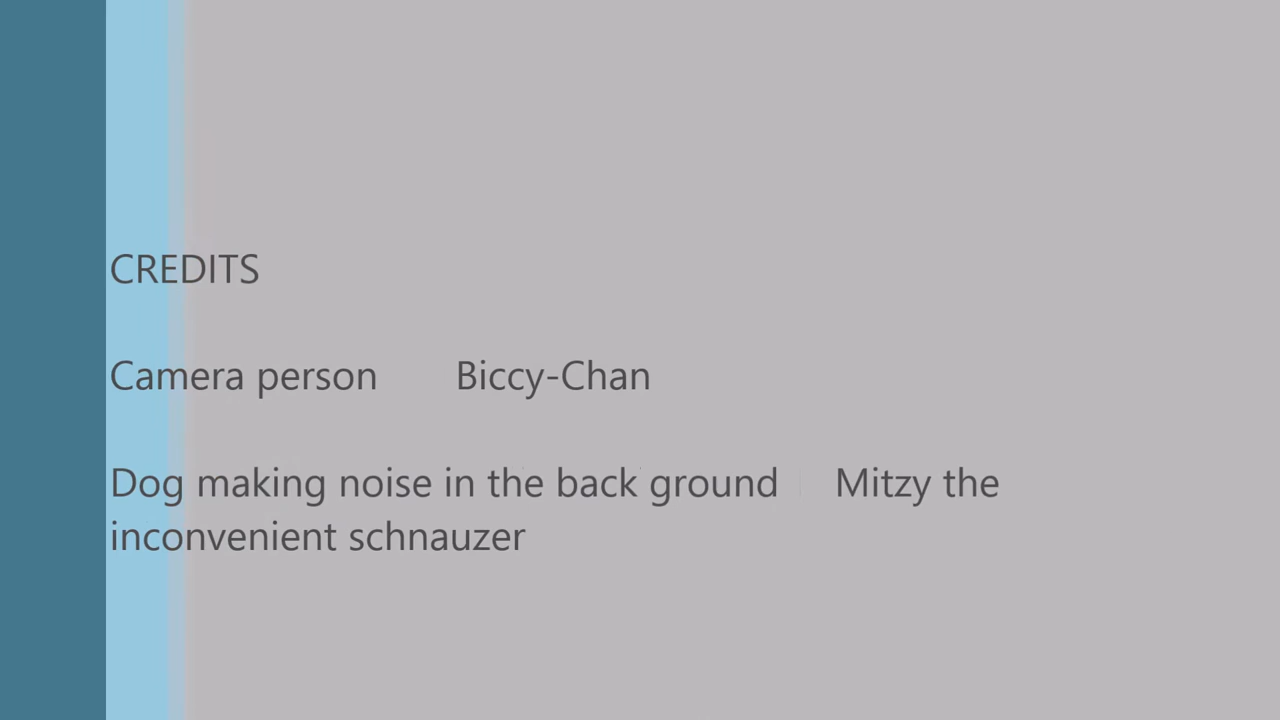 CREDITS
Camera person Biccy-Chan
Dog making noise in the back ground Mitzy the
inconvenient schnauzer